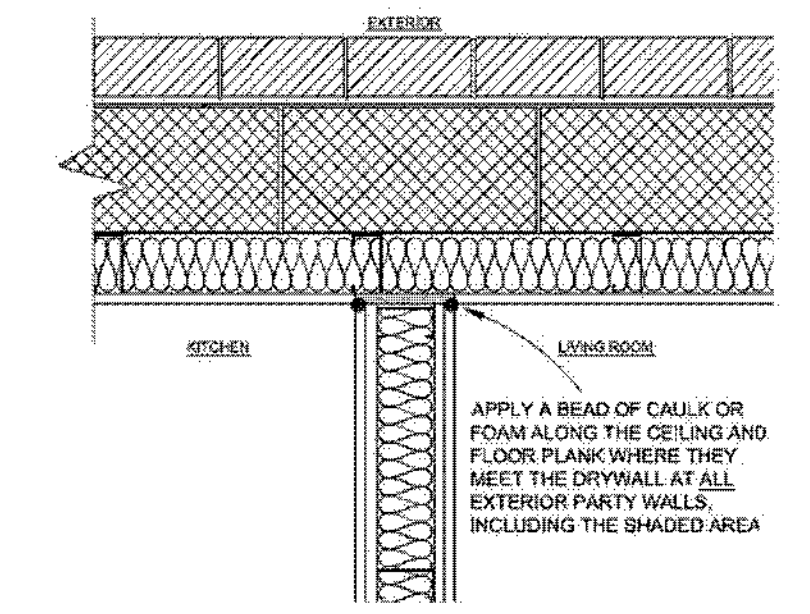 EXTERIOR
KITCHEN
LIVING ROOM
APPLY A BEAD OF CAULK OR
FOAM ALONG THE CEILING AND
FLOOR PLANK WHERE THEY
MEET THE DRYWALL AT ALL
EXTERIOR PARTY WALLS,
INCLUDING THE SHADED AREA